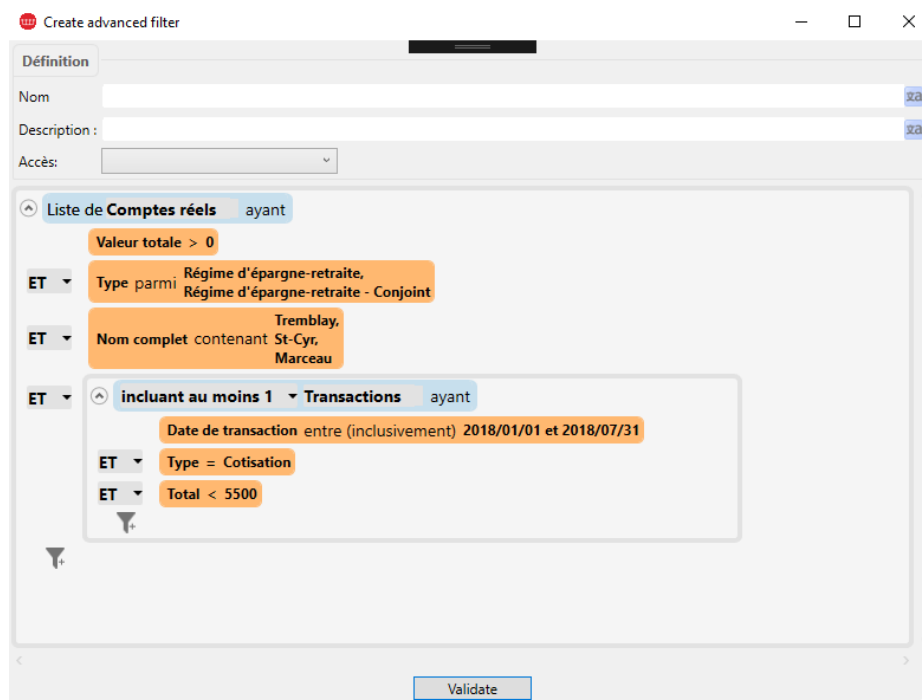 Create advanced filter
Définition
Nom
Description :
Accès:
Liste de Comptes réels ayant
Valeur totale > 0
ET Type parmi Régime d'épargne-retraite,
Régime d'épargne-retraite - Conjoint
ET Nom complet contenant Tremblay,
St-Cyr,
Marceau
ET incluant au moins 1 Transactions ayant
Date de transaction entre (inclusivement) 2018/01/01 et 2018/07/31
ET Type = Cotisation
ET Total < 5500
Validate